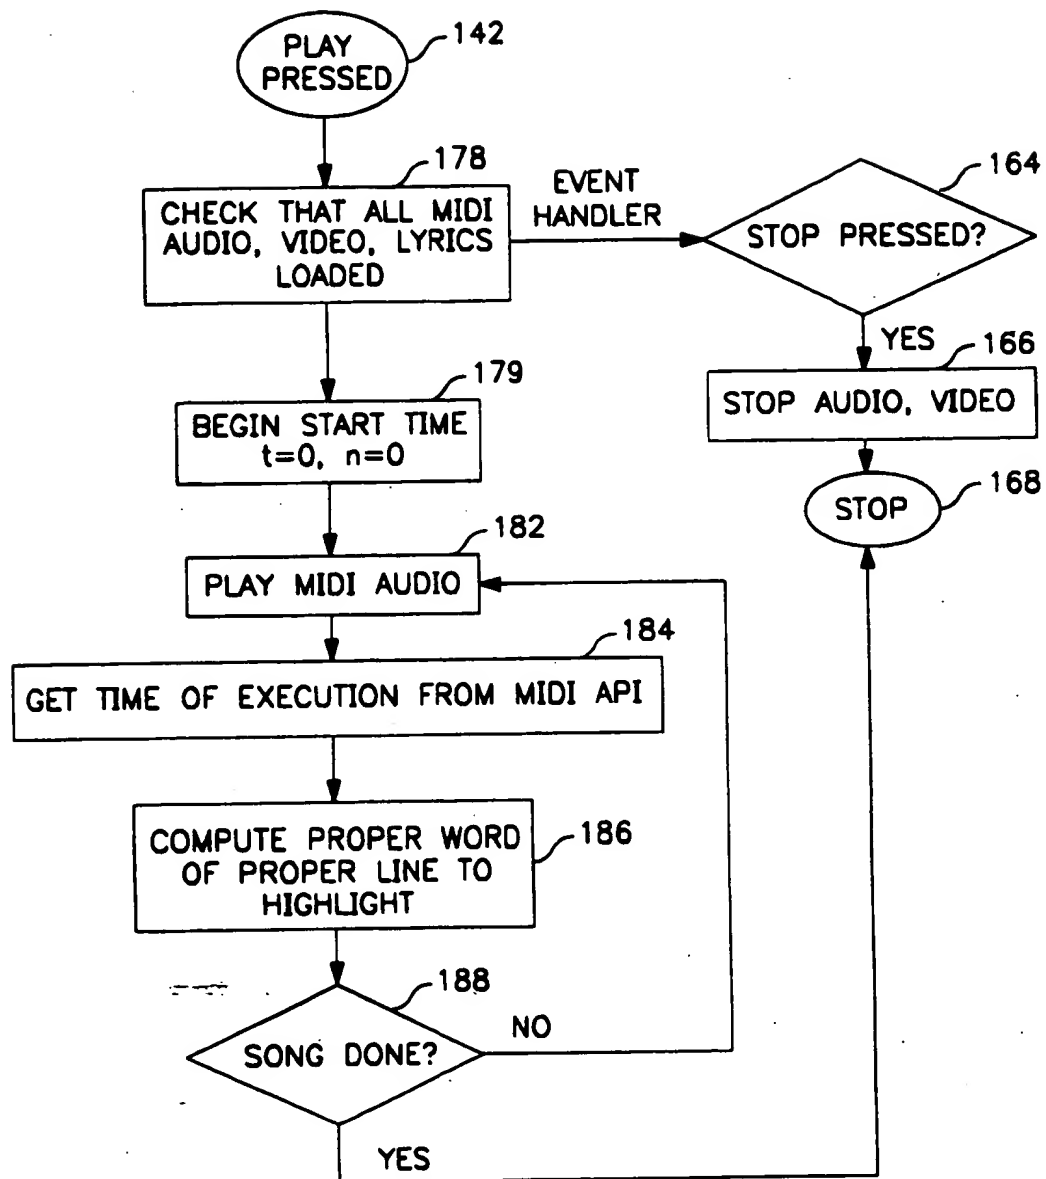 PLAY
PRESSED
142
178
CHECK THAT ALL MIDI
AUDIO, VIDEO, LYRICS
LOADED
EVENT
HANDLER
164
STOP PRESSED?
YES
166
STOP AUDIO, VIDEO
168
STOP
179
BEGIN START TIME
t=0, n=0
182
PLAY MIDI AUDIO
184
GET TIME OF EXECUTION FROM MIDI API
186
COMPUTE PROPER WORD
OF PROPER LINE TO
HIGHLIGHT
188
SONG DONE?
NO
YES